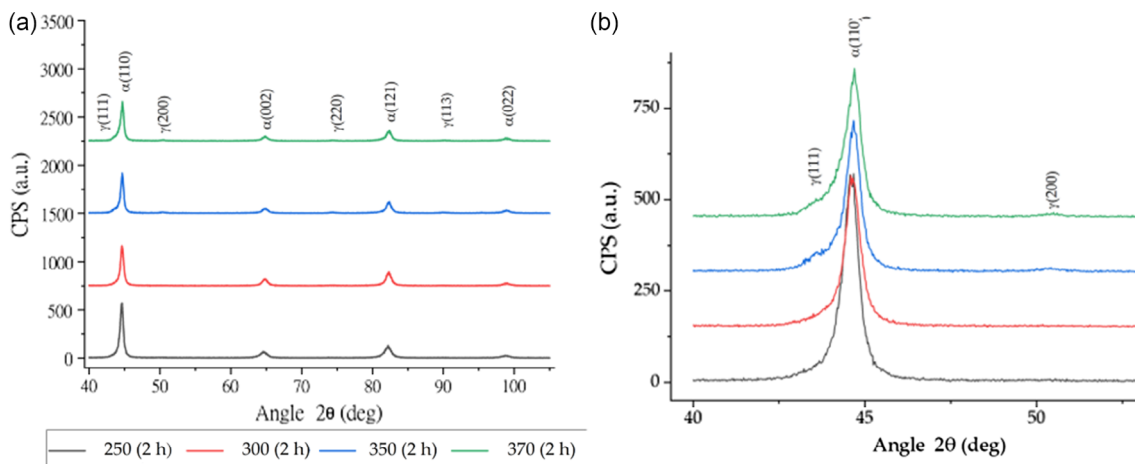 (a)
3500
3000
2500
2000
1500
1000
500
0
CPS (a.u.)
γ(111)
α(110)
γ(200)
α(002)
γ(220)
α(121)
γ(113)
α(022)
40
50
60
70
80
90
100
Angle 2θ (deg)
250 (2 h)
300 (2 h)
350 (2 h)
370 (2 h)
(b)
750
500
250
0
CPS (a.u.)
γ(111)
α(110)
γ(200)
40
45
50
Angle 2θ (deg)